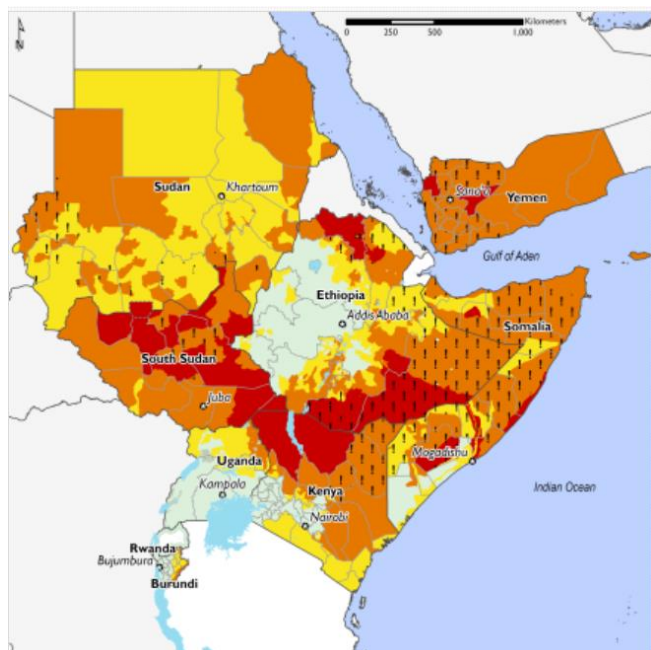 N
Kilometers
0 250 500 1,000
Sudan
Khartoum
Sana'a
Yemen
Gulf of Aden
Ethiopia
Addis Ababa
Somalia
South Sudan
Juba
Uganda
Mogadishu
Kampala
Kenya
Indian Ocean
Nairobi
Rwanda
Bujumbura
Burundi